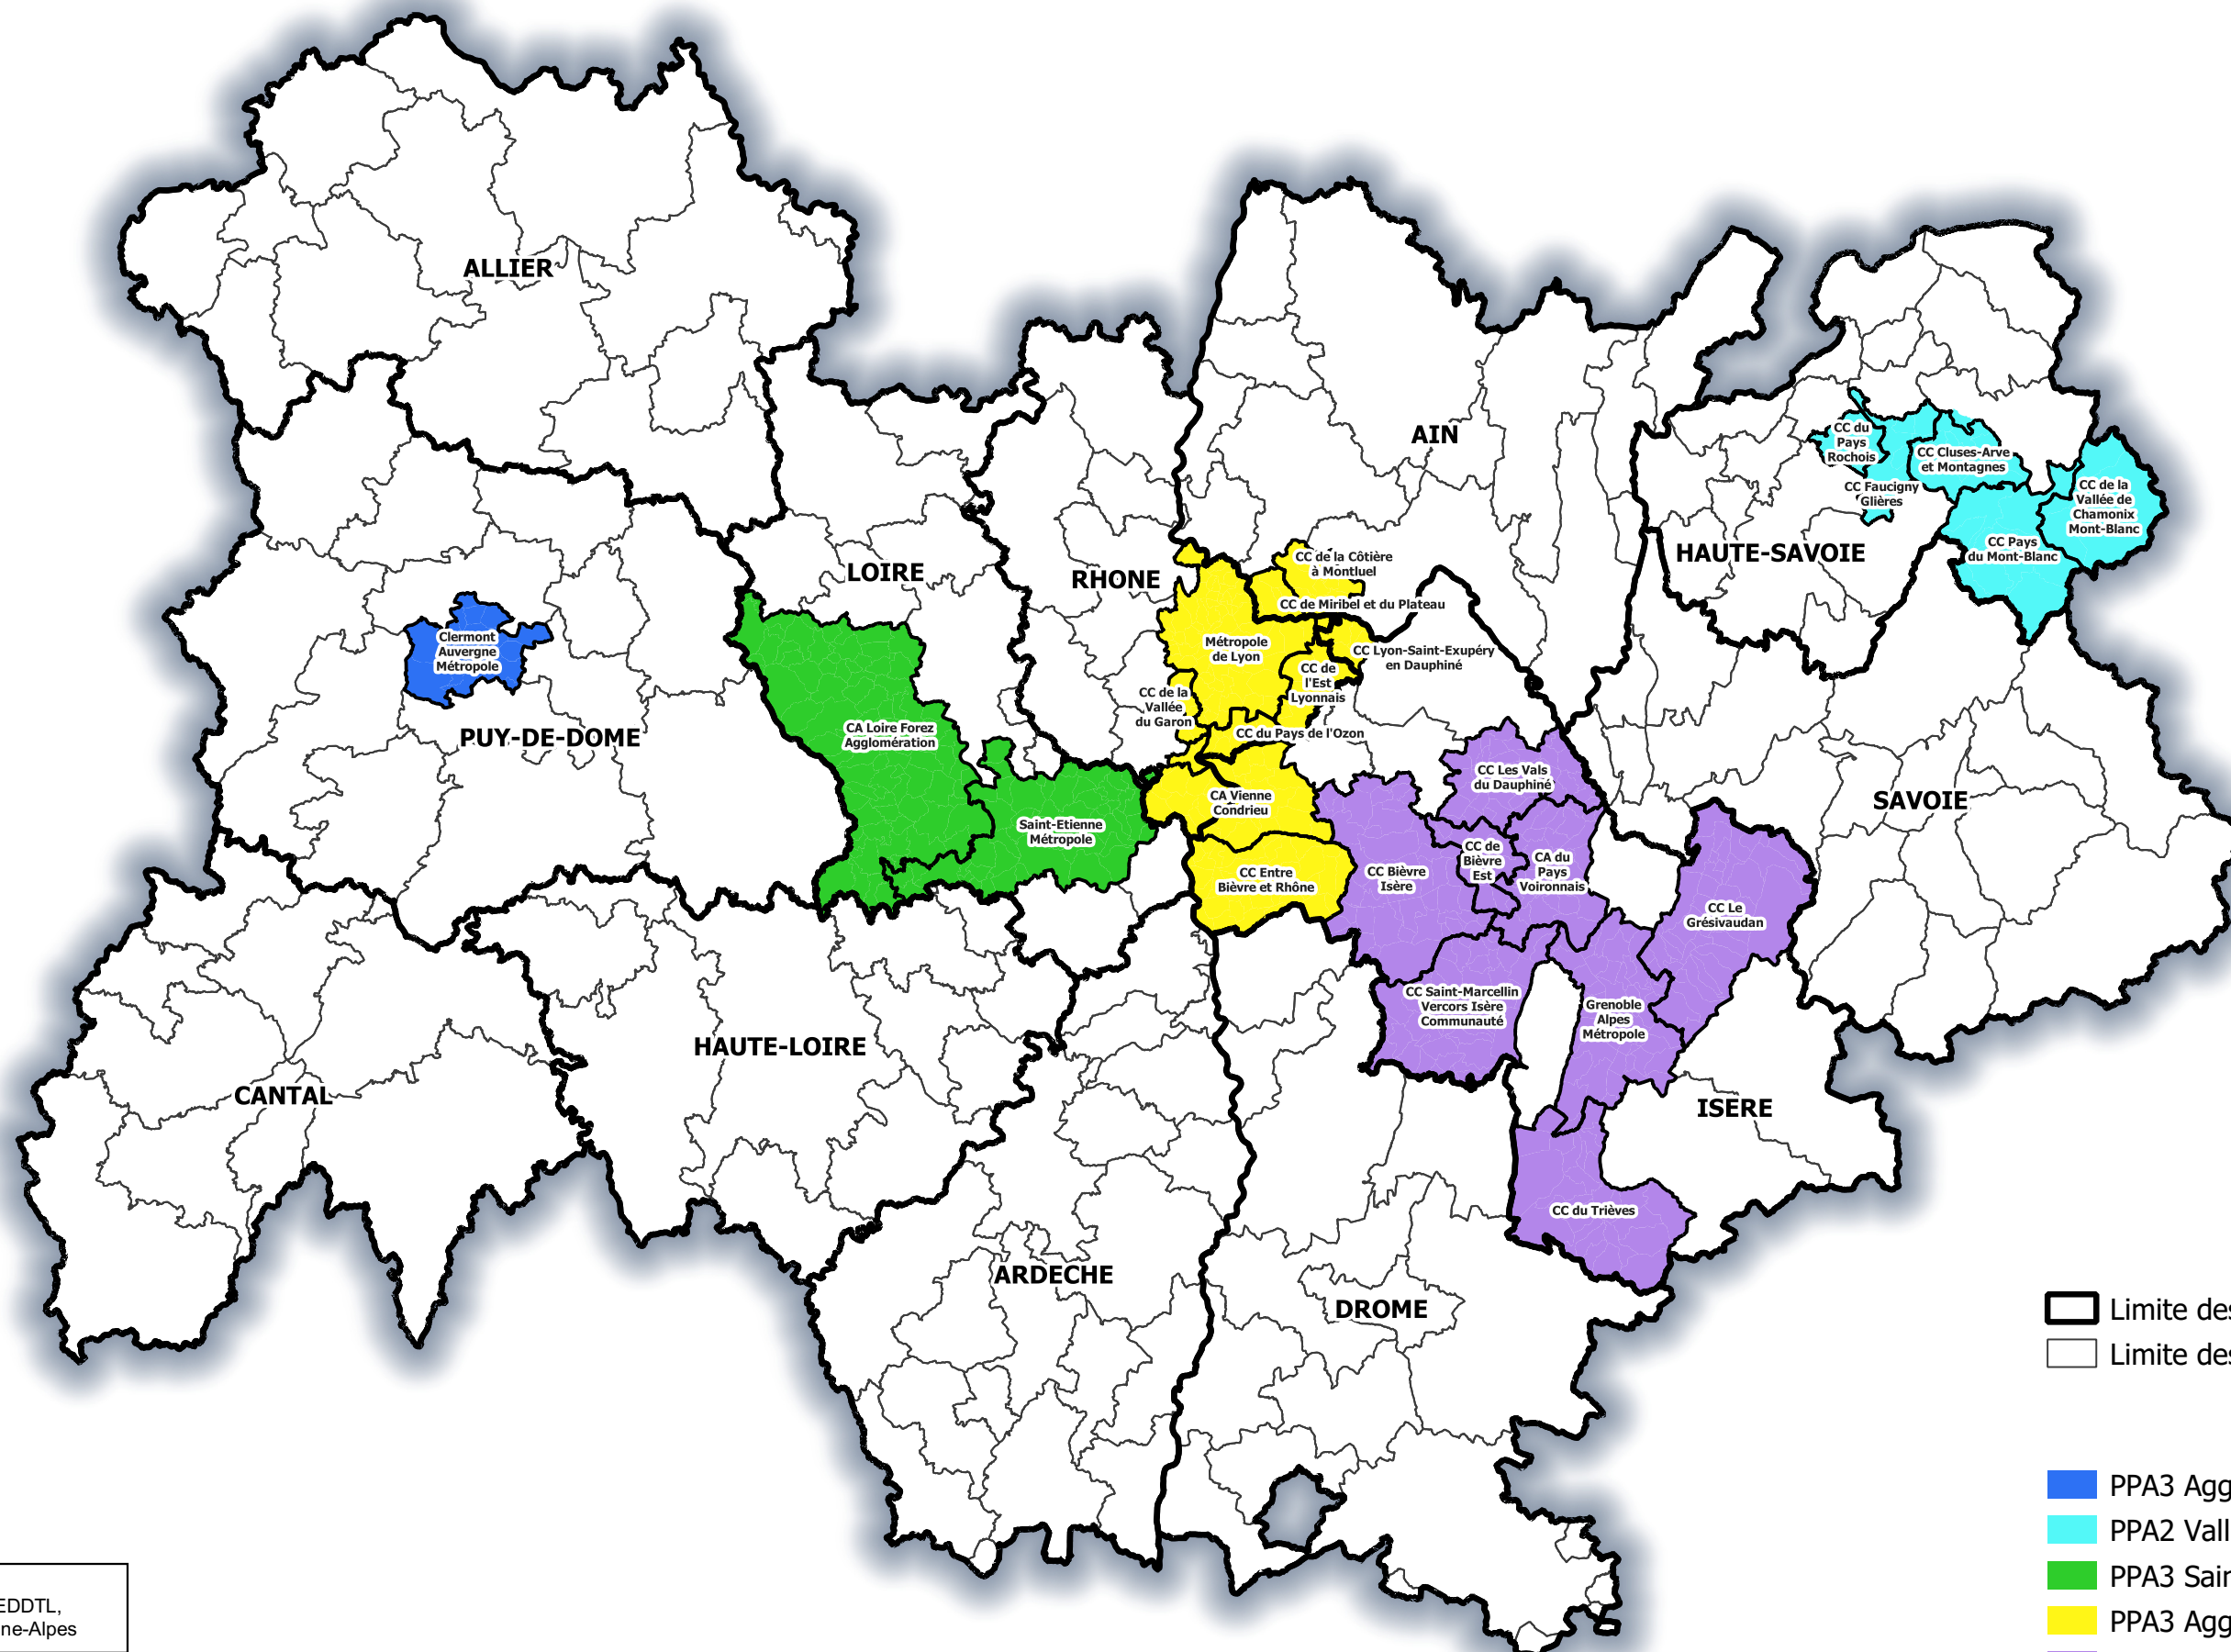 ALLIER
AIN
CC du
Pays
Rochois
CC Cluses-Arve
et Montagnes
CC Faucigny
Glières
CC de la
Vallée de
Chamonix
Mont-Blanc
CC Pays
du Mont-Blanc
HAUTE-SAVOIE
LOIRE
RHONE
CC de la Côtière
à Montluel
CC de Miribel et du Plateau
Clermont
Auvergne
Métropole
Métropole
de Lyon
CC Lyon-Saint-Exupéry
en Dauphiné
CC de
l'Est
Lyonnais
CC de la
Vallée
du Garon
CC du Pays de l'Ozon
PUY-DE-DOME
CA Loire Forez
Agglomération
CC Les Vals
du Dauphiné
SAVOIE
CA Vienne
Condrieu
Saint-Etienne
Métropole
CC Entre
Bièvre et Rhône
CC Bièvre
Isère
CC de
Bièvre
Est
CA du
Pays
Voironnais
CC Le
Grésivaudan
CC Saint-Marcellin
Vercors Isère
Communauté
Grenoble
Alpes
Métropole
HAUTE-LOIRE
CANTAL
ISERE
CC du Trièves
ARDECHE
DROME
Limite des
Limite des
PPA3 Agg
PPA2 Vall
PPA3 Sain
PPA3 Agg
EDDTL,
ne-Alpes